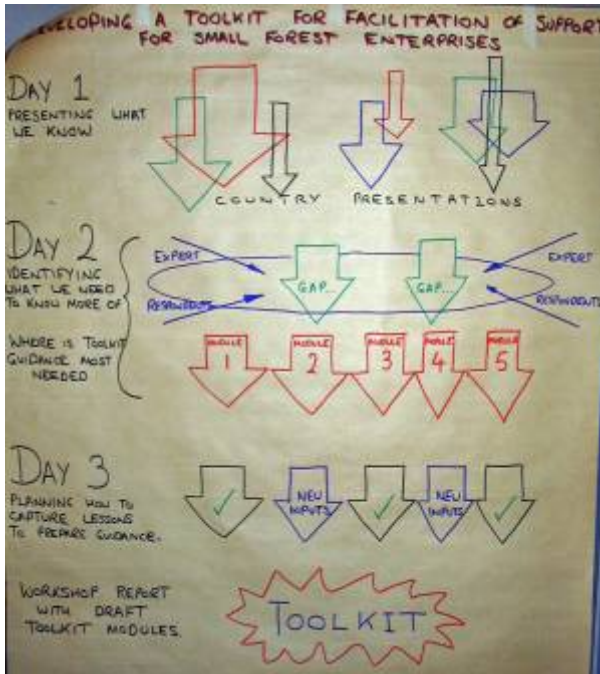 DEVELOPING A TOOLKIT FOR FACILITATION OF SUPPORT
FOR SMALL FOREST ENTERPRISES
DAY 1
PRESENTING WHAT
WE KNOW
COUNTRY PRESENTATIONS
DAY 2
IDENTIFYING
WHAT WE NEED
TO KNOW MORE OF
WHERE IS TOOLKIT
GUIDANCE MOST
NEEDED
EXPERT
RESPONDENTS
GAP...
GAP...
EXPERT
RESPONDENTS
MODULE
1
MODULE
2
MODULE
3
MODULE
4
MODULE
5
DAY 3
PLANNING HOW TO
CAPTURE LESSONS
TO PREPARE GUIDANCE.
NEW
INPUTS
NEW
INPUTS
WORKSHOP REPORT
WITH DRAFT
TOOLKIT MODULES.
TOOLKIT